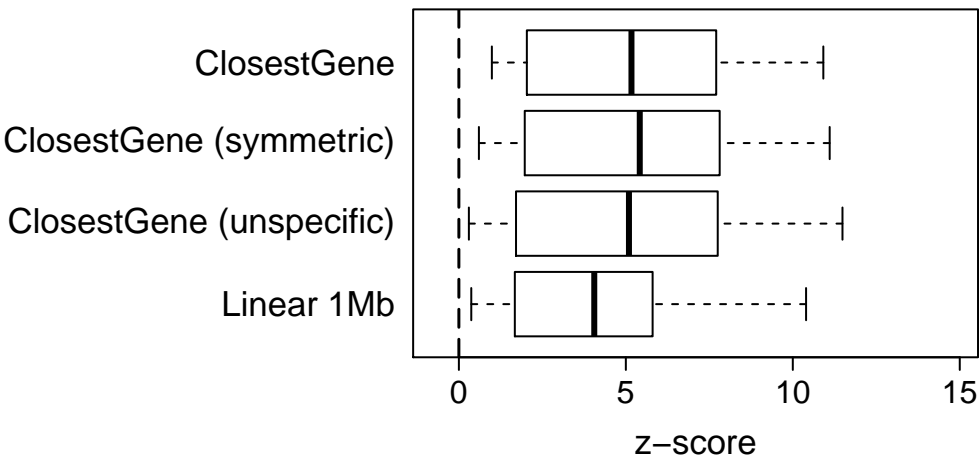 ClosestGene
ClosestGene (symmetric)
ClosestGene (unspecific)
Linear 1Mb
0 5 10 15
z−score